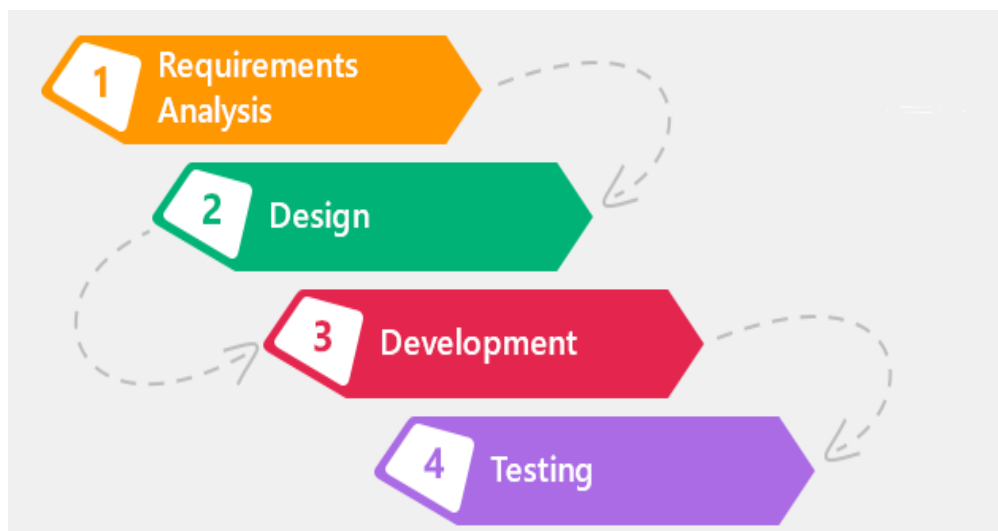 1
Requirements
Analysis
2
Design
3
Development
4
Testing